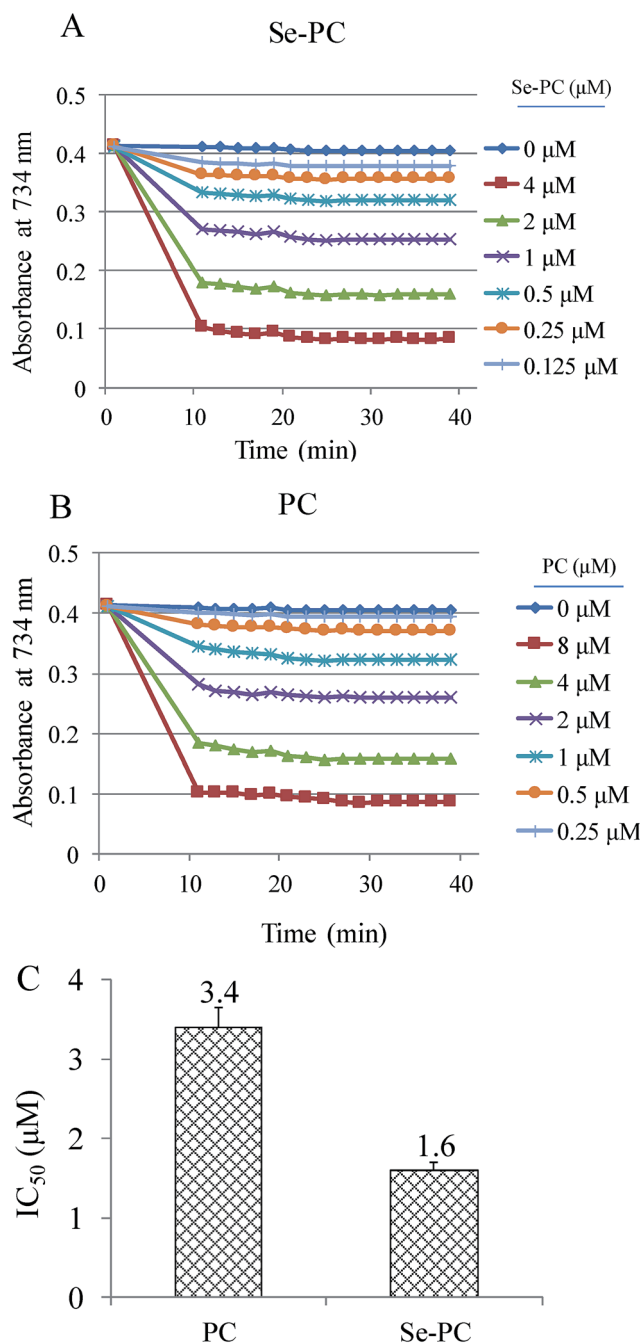 A
Se-PC
Se-PC (μM)
Absorbance at 734 nm
0.5
0.4
0.3
0.2
0.1
0
0 μM
4 μM
2 μM
1 μM
0.5 μM
0.25 μM
0.125 μM
0 10 20 30 40
Time (min)
B
PC
PC (μM)
Absorbance at 734 nm
0.5
0.4
0.3
0.2
0.1
0
0 μM
8 μM
4 μM
2 μM
1 μM
0.5 μM
0.25 μM
0 10 20 30 40
Time (min)
C
IC50 (μM)
4
3
2
1
0
3.4
1.6
PC Se-PC